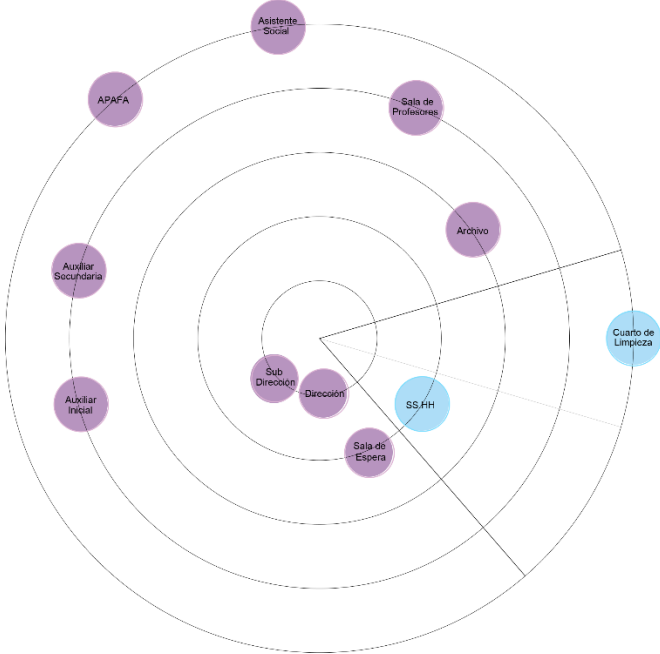 Asistente
Social
APAFA
Sala de
Profesores
Archivo
Auxiliar
Secundaria
Cuarto de
Limpieza
Sub
Dirección
Dirección
Auxiliar
Inicial
SS.HH
Sala de
Espera